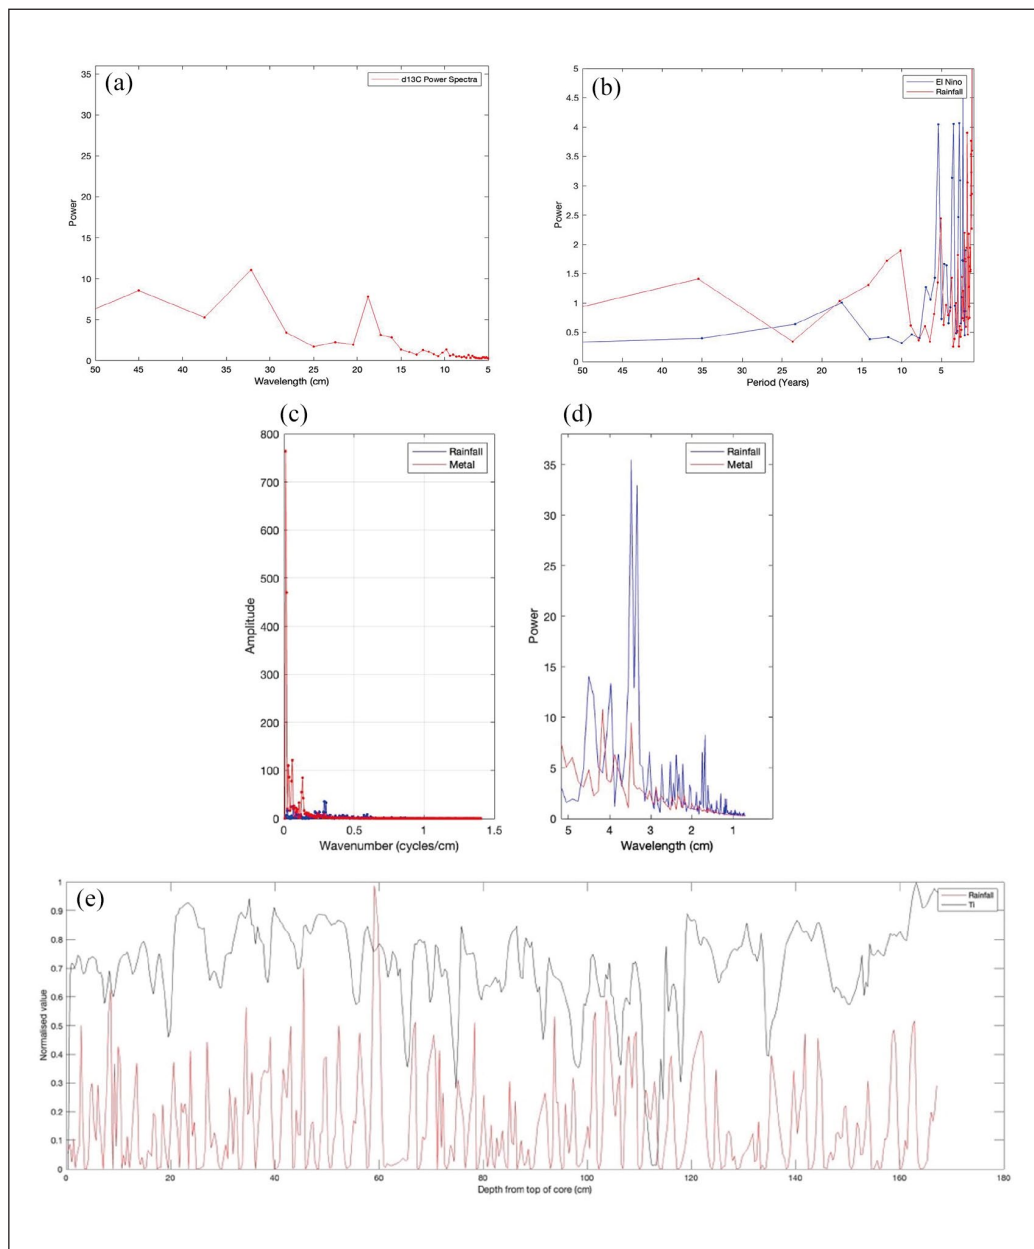 (a)
d13C Power Spectra
35
30
25
20
15
10
5
0
Power
50 45 40 35 30 25 20 15 10 5
Wavelength (cm)
(b)
El Nino
Rainfall
5
4.5
4
3.5
3
2.5
2
1.5
1
0.5
0
Power
50 45 40 35 30 25 20 15 10 5
Period (Years)
(c)
Rainfall
Metal
800
700
600
500
400
300
200
100
0
Amplitude
0 0.5 1 1.5
Wavenumber (cycles/cm)
(d)
Rainfall
Metal
35
30
25
20
15
10
5
0
Power
5 4 3 2 1
Wavelength (cm)
(e)
Rainfall
Ti
1
0.9
0.8
0.7
0.6
0.5
0.4
0.3
0.2
0.1
0
Normalised value
0 20 40 60 80 100 120 140 160 180
Depth from top of core (cm)